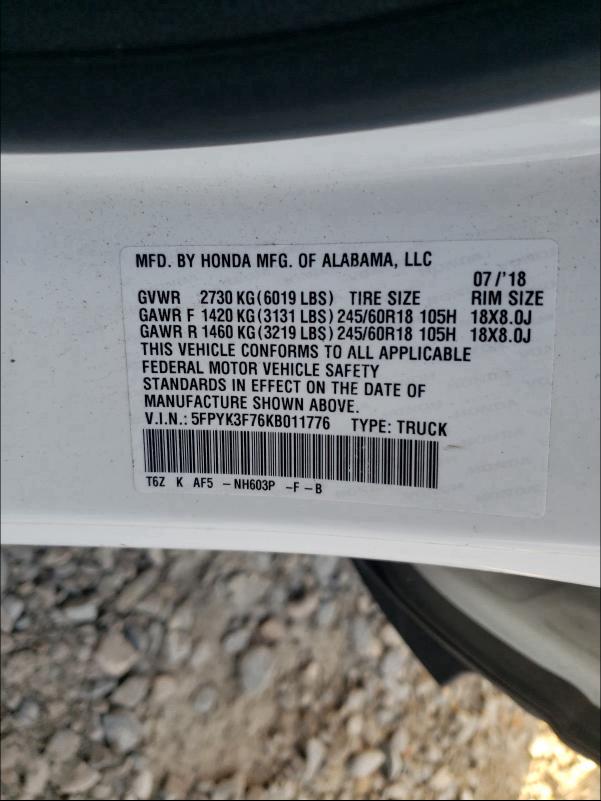 MFD. BY HONDA MFG. OF ALABAMA, LLC
07/'18
GVWR 2730 KG(6019 LBS) TIRE SIZE RIM SIZE
GAWR F 1420 KG(3131 LBS)245/60R18 105H 18X8.0J
GAWR R 1460 KG(3219 LBS)245/60R18 105H 18X8.0J
THIS VEHICLE CONFORMS TO ALL APPLICABLE
FEDERAL MOTOR VEHICLE SAFETY
STANDARDS IN EFFECT ON THE DATE OF
MANUFACTURE SHOWN ABOVE.
V.I.N.: 5FPYK3F76KB011776 TYPE: TRUCK
T6Z K AF5 -NH603P -F-B